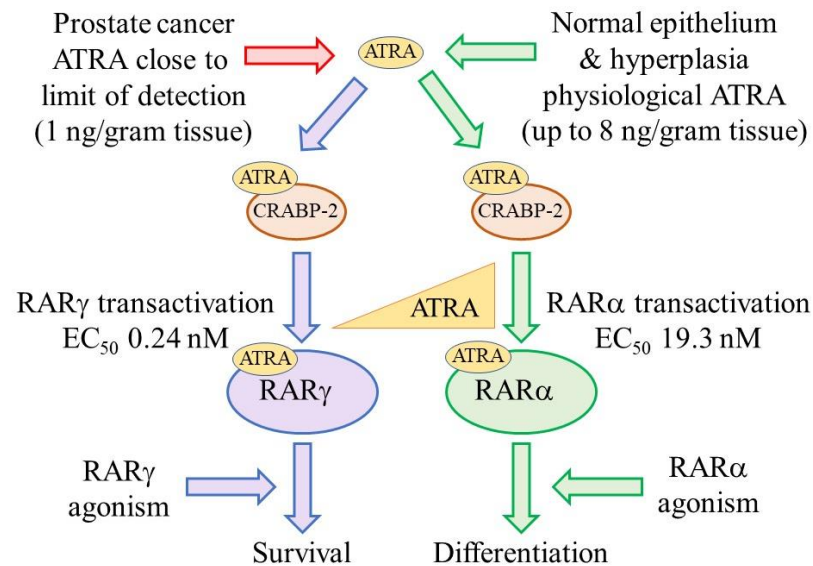 Prostate cancer
ATRA close to
limit of detection
(1 ng/gram tissue)
ATRA
Normal epithelium
& hyperplasia
physiological ATRA
(up to 8 ng/gram tissue)
ATRA
CRABP-2
ATRA
CRABP-2
RARγ transactivation
EC₅₀ 0.24 nM
ATRA
RARα transactivation
EC₅₀ 19.3 nM
ATRA
RARγ
ATRA
RARα
RARγ
agonism
RARα
agonism
Survival
Differentiation